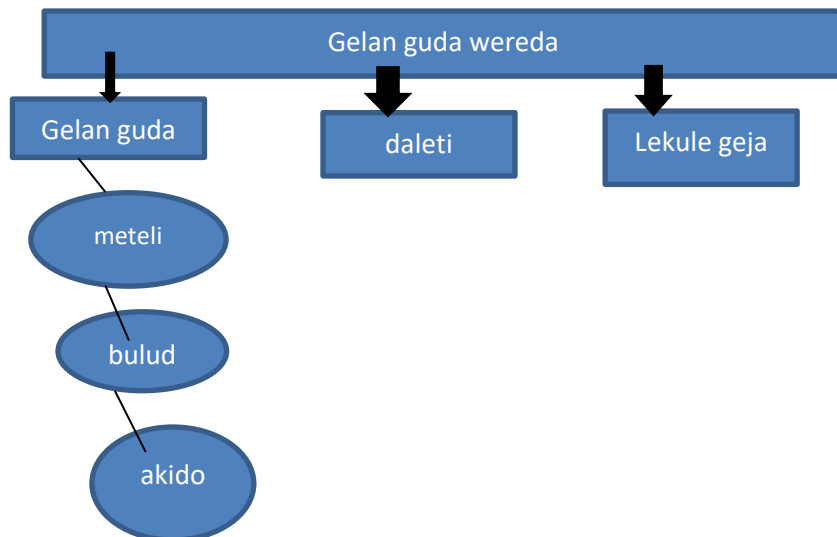 Gelan guda wereda
Gelan guda
daleti
Lekule geja
meteli
bulud
akido